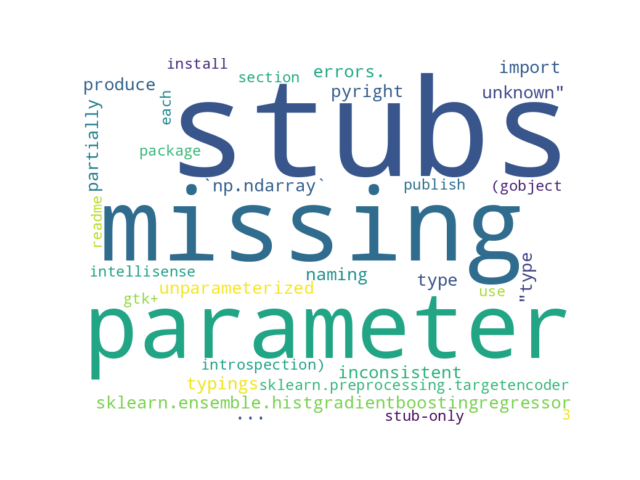 install
section
errors.
import
produce
pyright
unknown"
each
partially
stubs
package
`np.ndarray`
publish
(gobject
readme
missing
intellisense
naming
type
"type
unparameterized
use
gtk+
parameter
introspection)
inconsistent
typings
sklearn.preprocessing.targetencoder
sklearn.ensemble.histgradientboostingregressor
...
stub-only
3